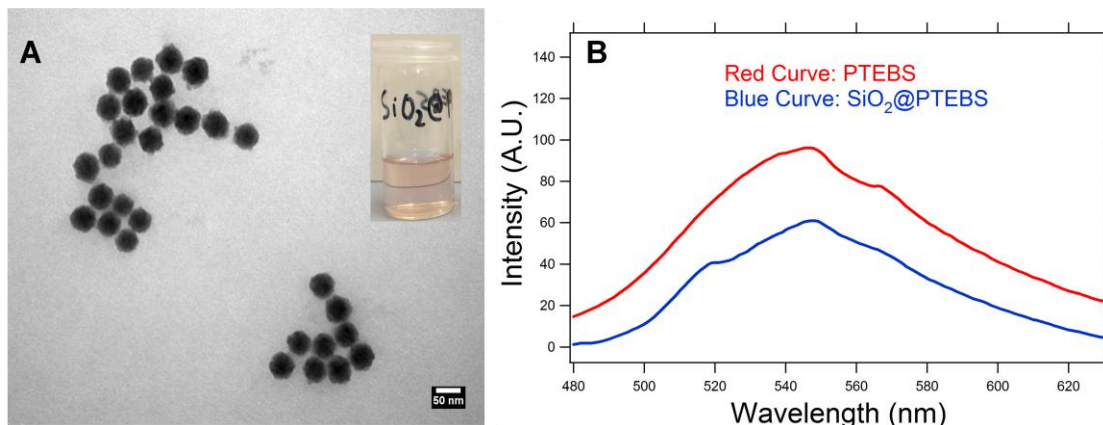 A
SiO2@
50 nm
B
Red Curve: PTEBS
Blue Curve: SiO₂@PTEBS
Intensity (A.U.)
140
120
100
80
60
40
20
0
480 500 520 540 560 580 600 620
Wavelength (nm)